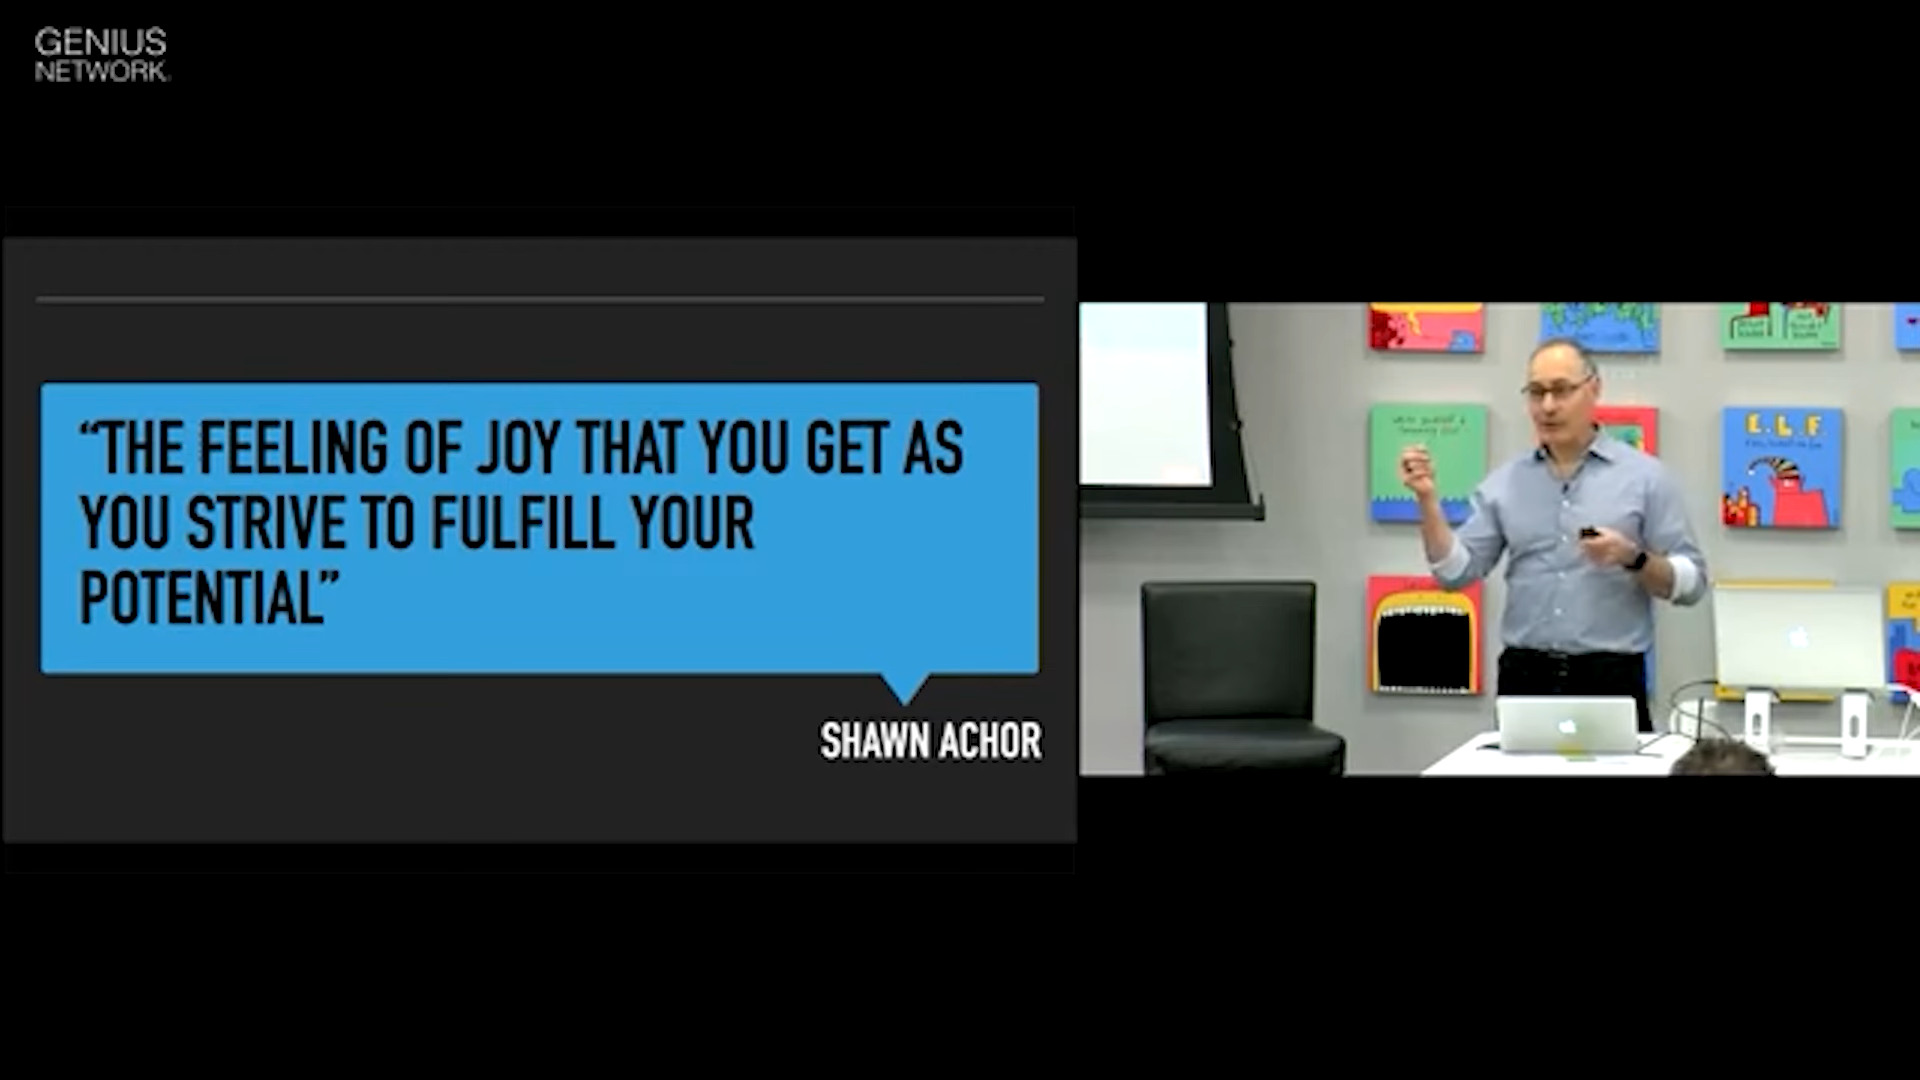 GENIUS
NETWORK
“THE FEELING OF JOY THAT YOU GET AS
YOU STRIVE TO FULFILL YOUR
POTENTIAL”
SHAWN ACHOR
E.L.F.